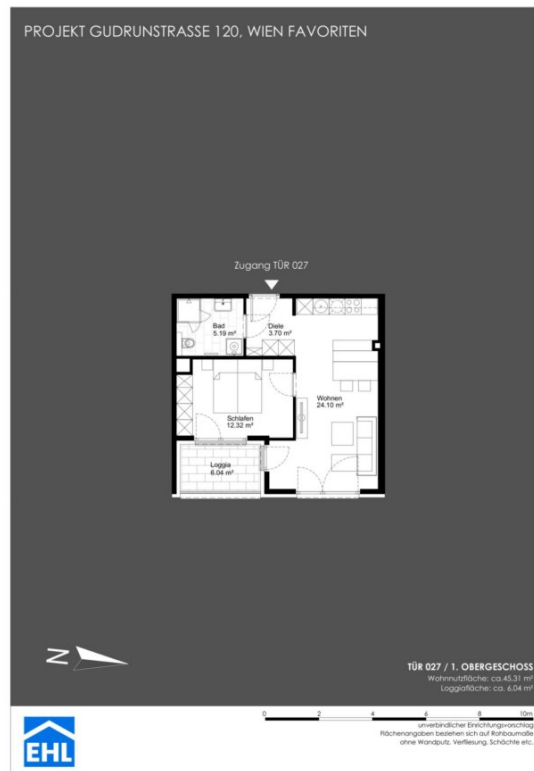 PROJEKT GUDRUNSTRASSE 120, WIEN FAVORITEN
Zugang TÜR 027
Bad
5.19 m²
Diele
3.70 m²
Wohnen
24.10 m²
Schlafen
12.32 m²
Loggia
6.04 m²
N
TÜR 027 / 1. OBERGESCHOSS
Wohnnutzfläche: ca.45.31 m²
Loggiafläche: ca. 6.04 m²
0 2 4 6 8 10m
unverbindlicher Einrichtungsvorschlag
Flächenangaben beziehen sich auf Rohbaumaße
ohne Wandputz, Verfliesung, Schächte etc.
EHL